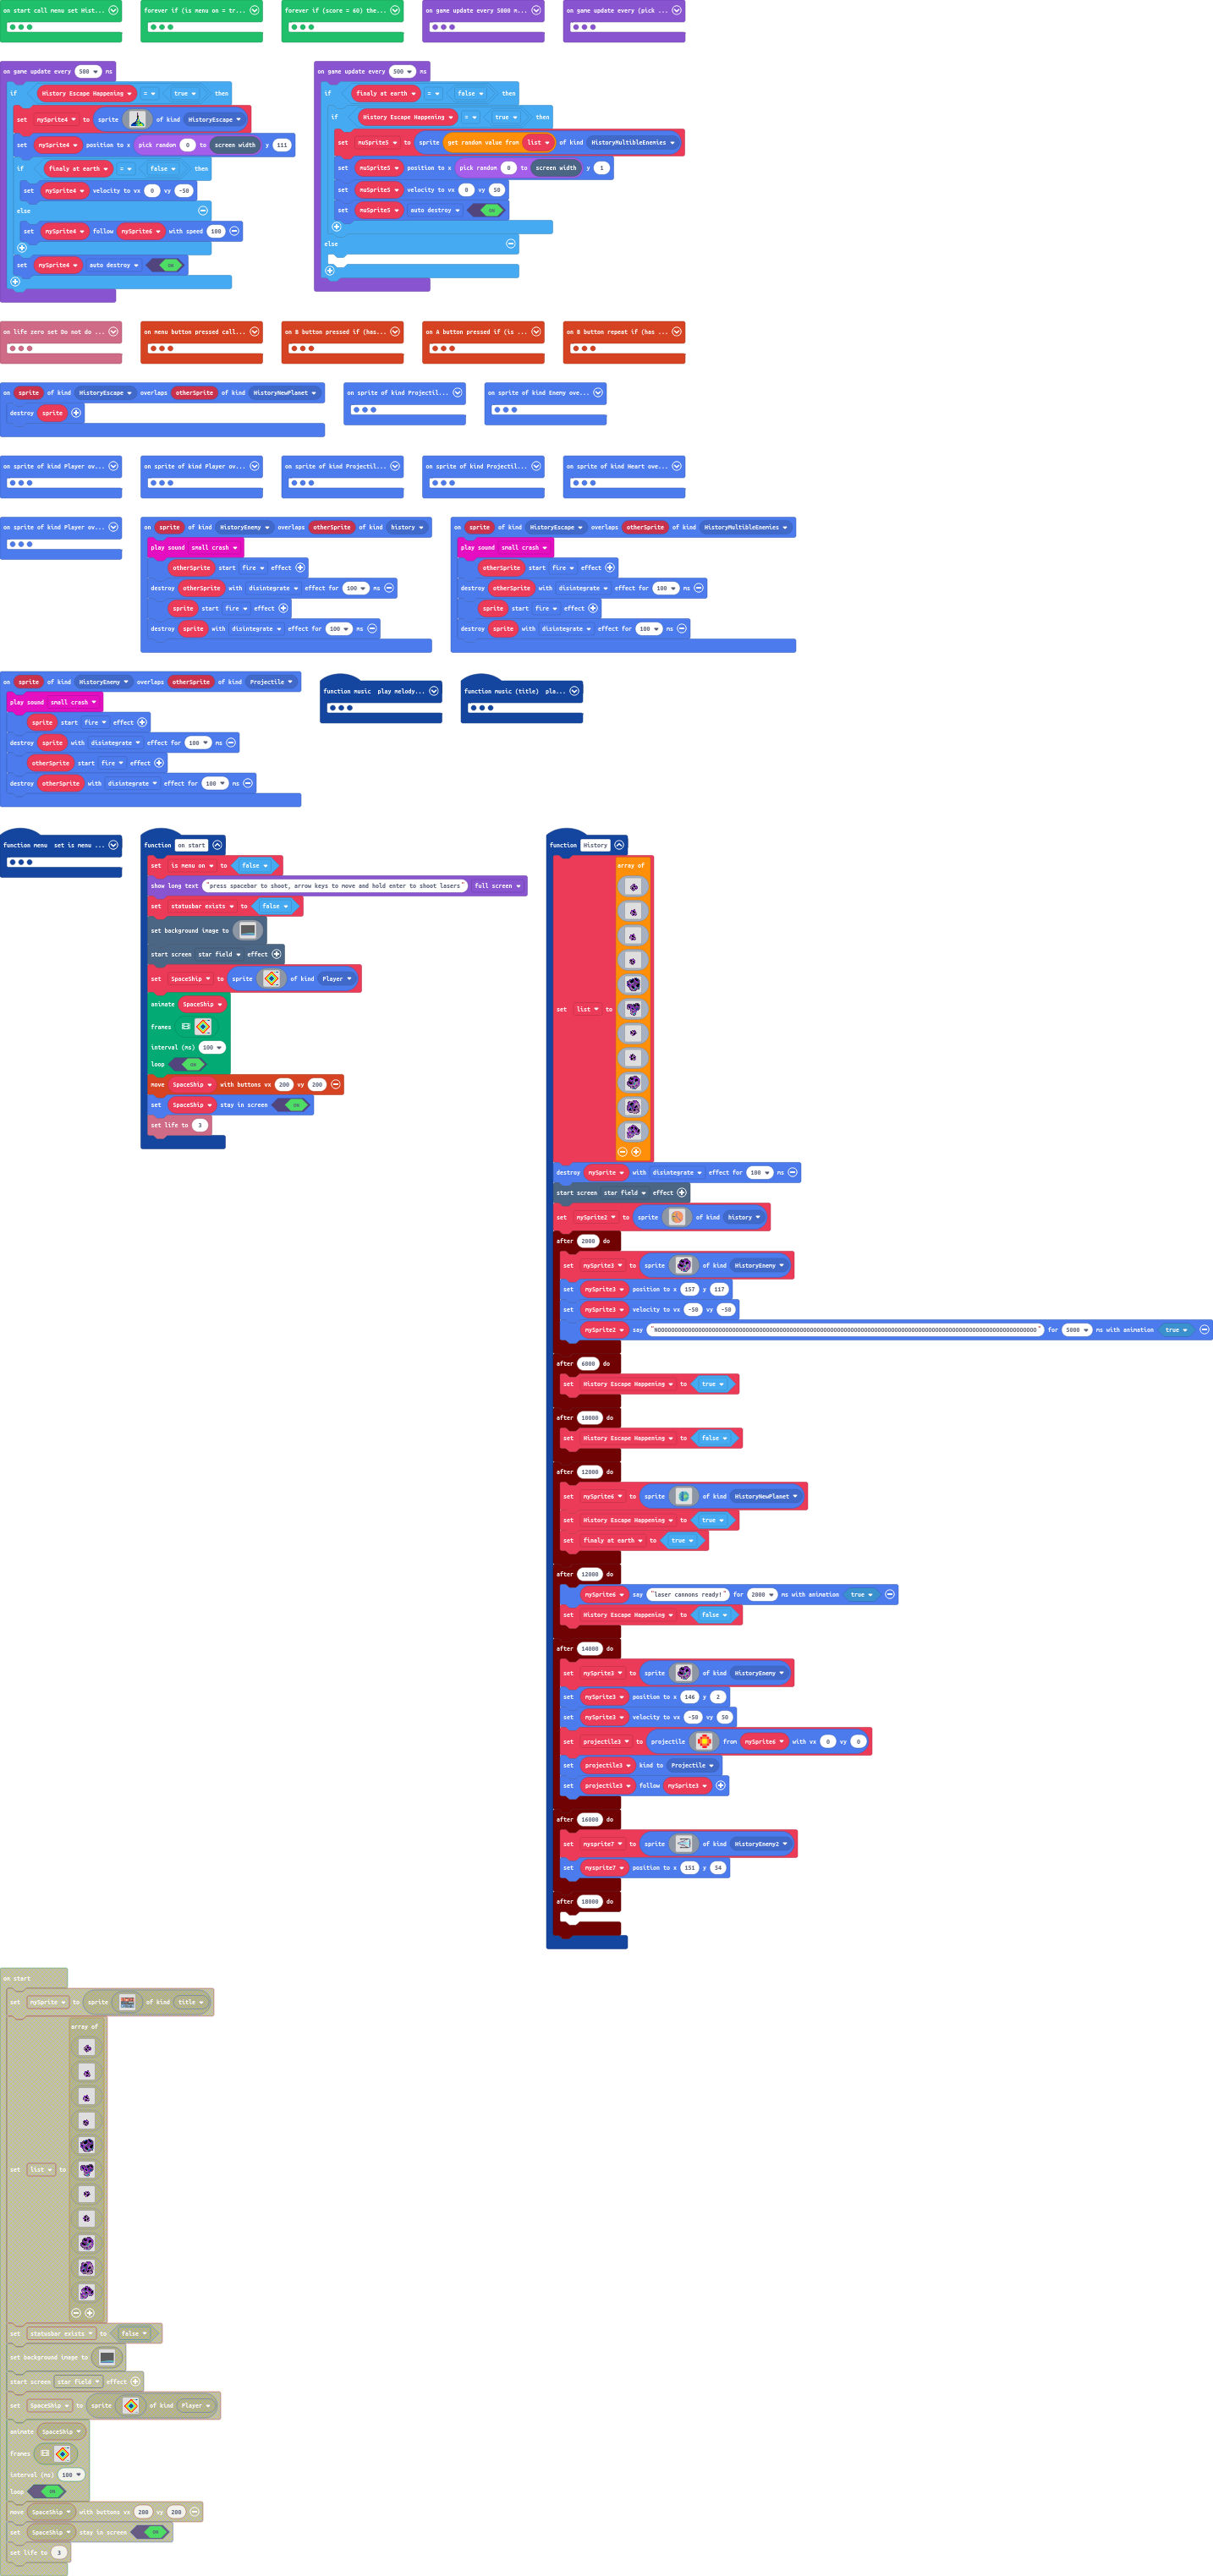 on start call menu set Hist...
forever if (is menu on = tr...
forever if (score = 60) the...
on game update every 5000 m...
on game update every (pick ...
on game update every 500 ms
if History Escape Happening = true then
set mySprite4 to sprite of kind HistoryEscape
set mySprite4 position to x pick random 0 to screen width y 111
if finaly at earth = false then
set mySprite4 velocity to vx 0 vy -50
else
set mySprite4 follow mySprite6 with speed 100
set mySprite4 auto destroy ON
on game update every 500 ms
if finaly at earth = false then
if History Escape Happening = true then
set muSprite5 to sprite get random value from list of kind HistoryMultibleEnemies
set muSprite5 position to x pick random 0 to screen width y 1
set muSprite5 velocity to vx 0 vy 50
set muSprite5 auto destroy ON
else
on life zero set Do not do ...
on menu button pressed call...
on B button pressed if (has...
on A button pressed if (is ...
on B button repeat if (has ...
on sprite of kind HistoryEscape overlaps otherSprite of kind HistoryNewPlanet
destroy sprite
on sprite of kind Projectil...
on sprite of kind Enemy ove...
on sprite of kind Player ov...
on sprite of kind Player ov...
on sprite of kind Projectil...
on sprite of kind Projectil...
on sprite of kind Heart ove...
on sprite of kind Player ov...
on sprite of kind HistoryEnemy overlaps otherSprite of kind history
play sound small crash
otherSprite start fire effect
destroy otherSprite with disintegrate effect for 100 ms
sprite start fire effect
destroy sprite with disintegrate effect for 100 ms
on sprite of kind HistoryEscape overlaps otherSprite of kind HistoryMultibleEnemies
play sound small crash
otherSprite start fire effect
destroy otherSprite with disintegrate effect for 100 ms
sprite start fire effect
destroy sprite with disintegrate effect for 100 ms
on sprite of kind HistoryEnemy overlaps otherSprite of kind Projectile
play sound small crash
sprite start fire effect
destroy sprite with disintegrate effect for 100 ms
otherSprite start fire effect
destroy otherSprite with disintegrate effect for 100 ms
function music play melody...
function music (title) pla...
function menu set is menu ...
function on start
set is menu on to false
show long text "press spacebar to shoot, arrow keys to move and hold enter to shoot lasers" full screen
set statusbar exists to false
set background image to
start screen star field effect
set SpaceShip to sprite of kind Player
animate SpaceShip
frames
interval (ms) 100
loop ON
move SpaceShip with buttons vx 200 vy 200
set SpaceShip stay in screen ON
set life to 3
function History
array of
set list to
destroy mySprite with disintegrate effect for 100 ms
start screen star field effect
set mySprite2 to sprite of kind history
after 2000 do
set mySprite3 to sprite of kind HistoryEnemy
set mySprite3 position to x 157 y 117
set mySprite3 velocity to vx -50 vy -50
mySprite2 say for 5000 ms with animation true
after 6000 do
set History Escape Happening to true
after 10000 do
set History Escape Happening to false
after 12000 do
set mySprite6 to sprite of kind HistoryNewPlanet
set History Escape Happening to true
set finaly at earth to true
after 12000 do
mySprite6 say "laser cannons ready!" for 2000 ms with animation true
set History Escape Happening to false
after 14000 do
set mySprite3 to sprite of kind HistoryEnemy
set mySprite3 position to x 146 y 2
set mySprite3 velocity to vx -50 vy 50
set projectile3 to projectile from mySprite6 with vx 0 vy 0
set projectile3 kind to Projectile
set projectile3 follow mySprite3
after 16000 do
set mysprite7 to sprite of kind HistoryEnemy2
set mysprite7 position to x 151 y 54
after 18000 do
on start
set mySprite to sprite of kind title
array of
set list to
set statusbar exists to false
set background image to
start screen star field effect
set SpaceShip to sprite of kind Player
animate SpaceShip
frames
interval (ms) 100
loop ON
move SpaceShip with buttons vx 200 vy 200
set SpaceShip stay in screen ON
set life to 3